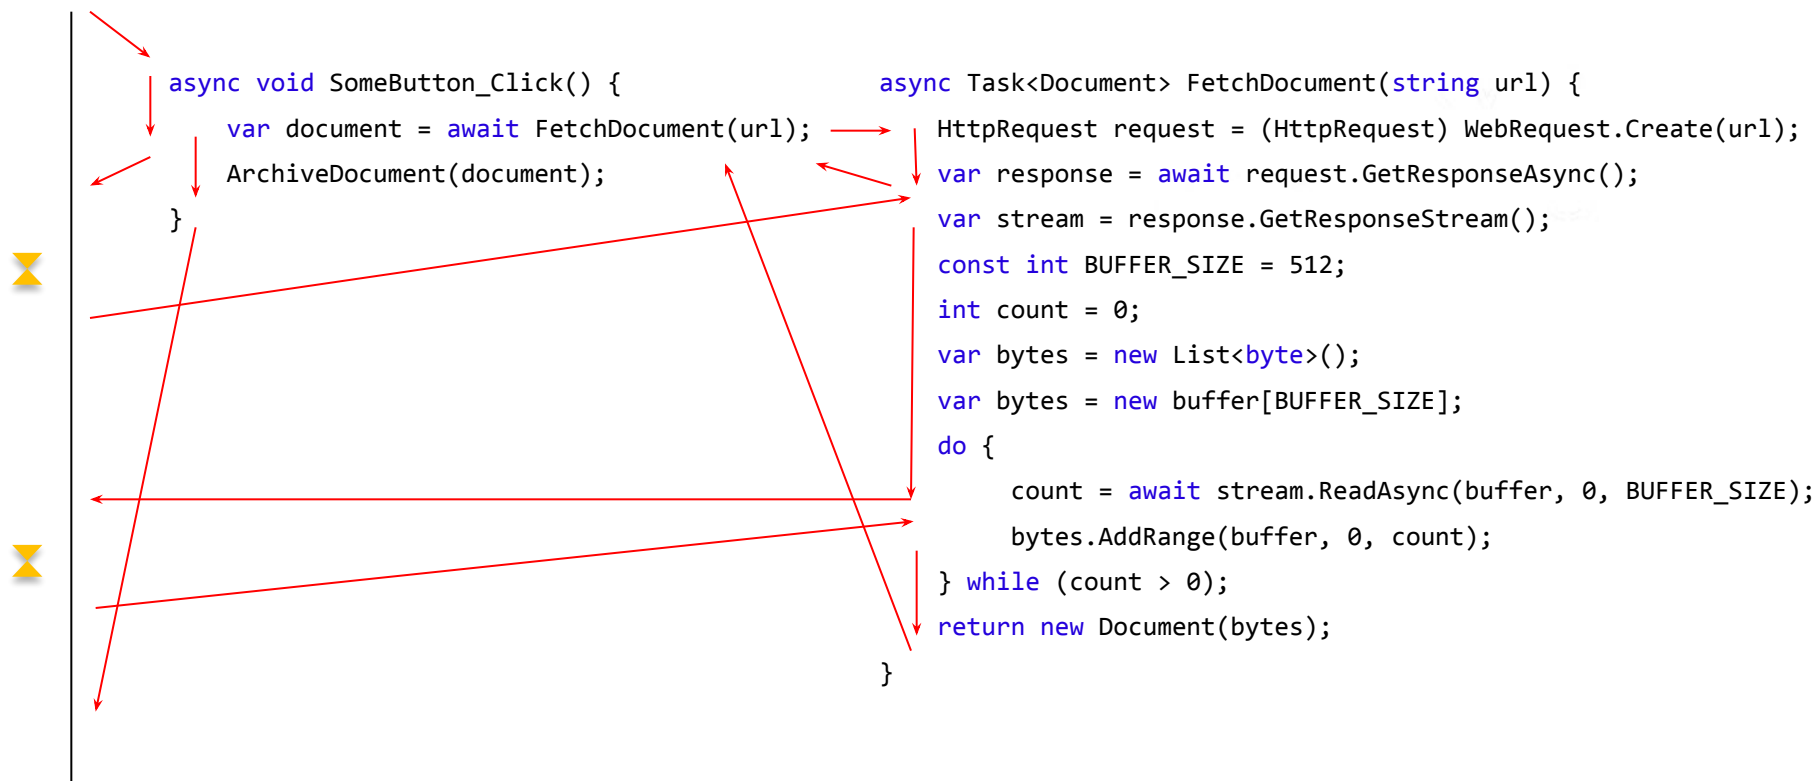 async void SomeButton_Click() {
var document = await FetchDocument(url);
ArchiveDocument(document);
}
async Task<Document> FetchDocument(string url) {
HttpRequest request = (HttpRequest) WebRequest.Create(url);
var response = await request.GetResponseAsync();
var stream = response.GetResponseStream();
const int BUFFER_SIZE = 512;
int count = 0;
var bytes = new List<byte>();
var bytes = new buffer[BUFFER_SIZE];
do {
count = await stream.ReadAsync(buffer, 0, BUFFER_SIZE);
bytes.AddRange(buffer, 0, count);
} while (count > 0);
return new Document(bytes);
}